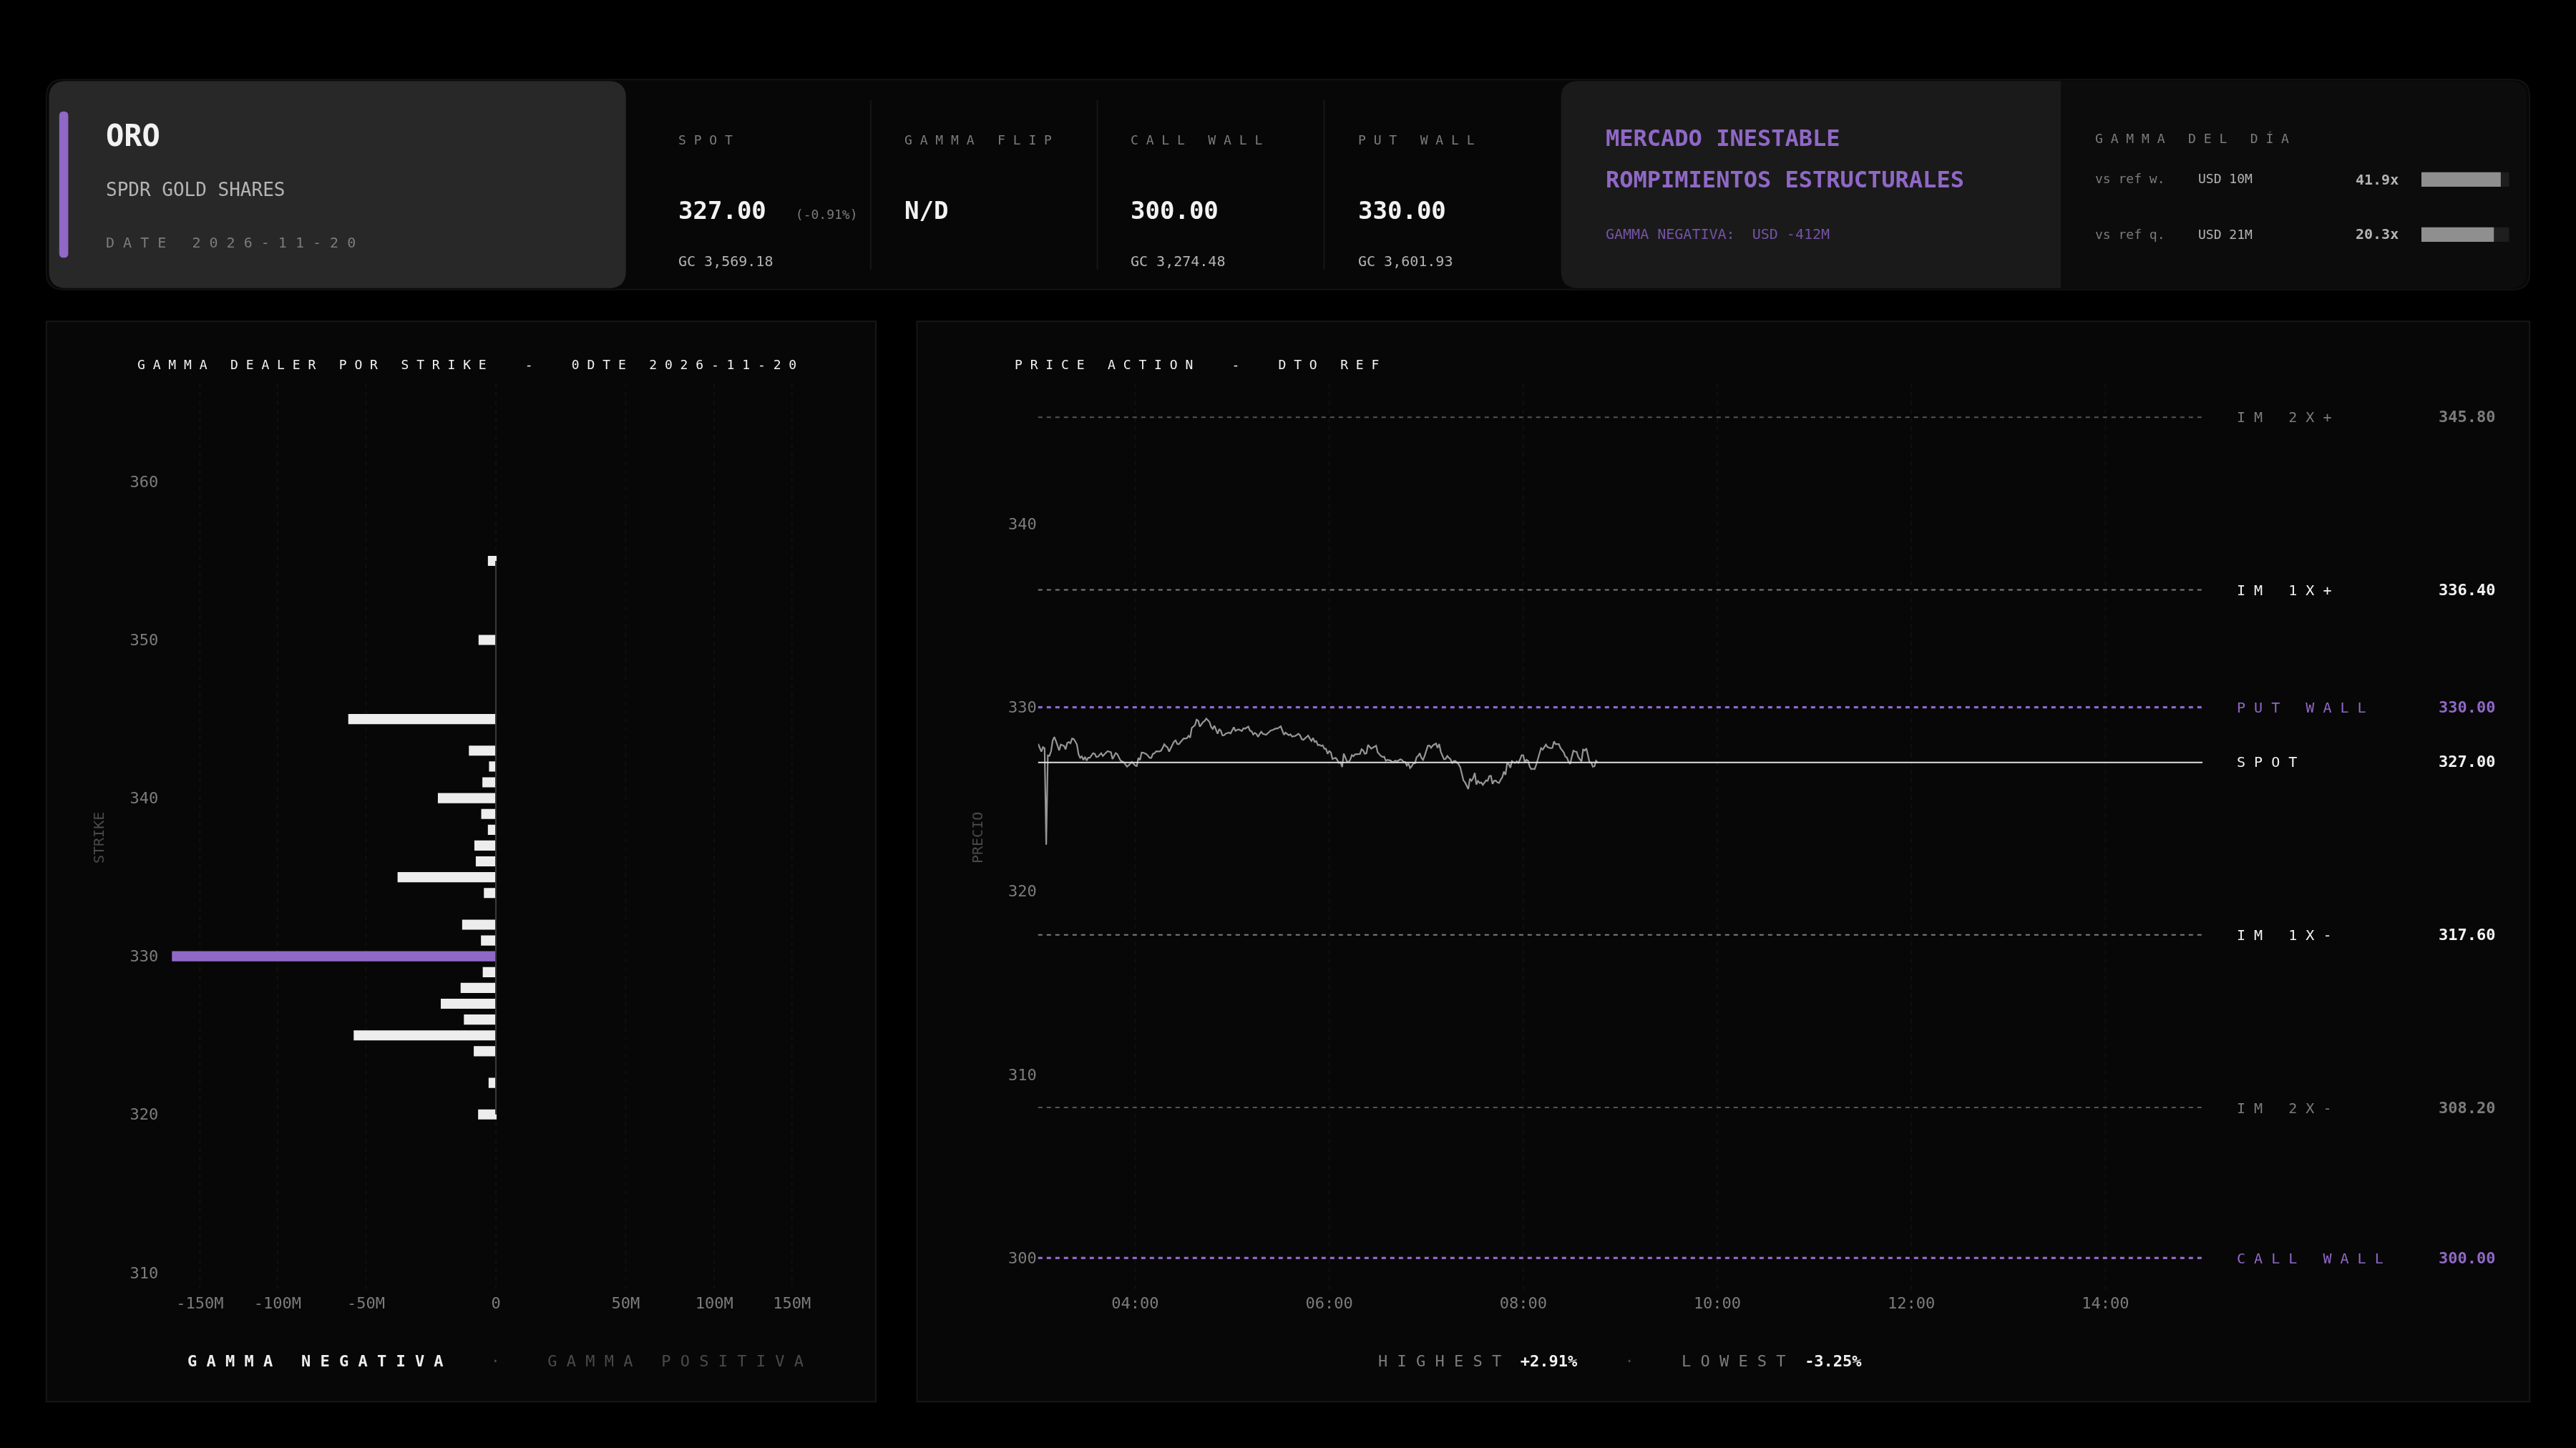 ORO
SPDR GOLD SHARES
DATE 2026-11-20
SPOT
327.00 (-0.91%)
GC 3,569.18
GAMMA FLIP
N/D
CALL WALL
300.00
GC 3,274.48
PUT WALL
330.00
GC 3,601.93
MERCADO INESTABLE
ROMPIMIENTOS ESTRUCTURALES
GAMMA NEGATIVA: USD -412M
GAMMA DEL DÍA
vs ref w. USD 10M 41.9x
vs ref q. USD 21M 20.3x
GAMMA DEALER POR STRIKE - 0DTE 2026-11-20
STRIKE
360
350
340
330
320
310
-150M -100M -50M 0 50M 100M 150M
GAMMA NEGATIVA · GAMMA POSITIVA
PRICE ACTION - DTO REF
PRECIO
340
330
320
310
300
IM 2X+ 345.80
IM 1X+ 336.40
PUT WALL 330.00
SPOT 327.00
IM 1X- 317.60
IM 2X- 308.20
CALL WALL 300.00
04:00 06:00 08:00 10:00 12:00 14:00
HIGHEST +2.91% · LOWEST -3.25%